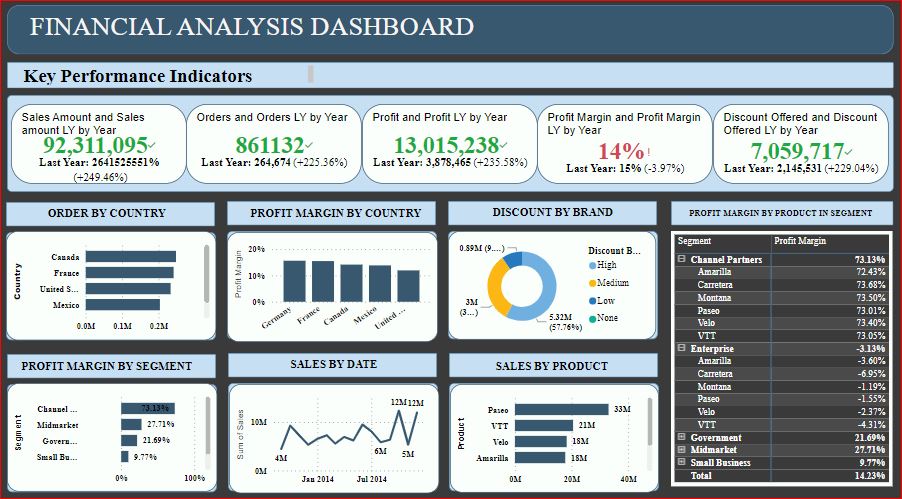 FINANCIAL ANALYSIS DASHBOARD
Key Performance Indicators
Sales Amount and Sales
amount LY by Year
92,311,095✓
Last Year: 2641525551%
(+249.46%)
Orders and Orders LY by Year
861132✓
Last Year: 264,674 (+225.36%)
Profit and Profit LY by Year
13,015,238✓
Last Year: 3,878,465 (+235.58%)
Profit Margin and Profit Margin
LY by Year
14%!
Last Year: 15% (-3.97%)
Discount Offered and Discount
Offered LY by Year
7,059,717✓
Last Year: 2,145,531 (+229.04%)
ORDER BY COUNTRY
Country
Canada
France
United S...
Mexico
0.0M 0.1M 0.2M
PROFIT MARGIN BY COUNTRY
Profit Margin
20%
10%
0%
Germany France Canada Mexico United ...
DISCOUNT BY BRAND
0.89M (9....)
3M
(3...)
5.32M
(57.76%)
Discount B...
High
Medium
Low
None
PROFIT MARGIN BY PRODUCT IN SEGMENT
Segment Profit Margin
Channel Partners 73.13%
Amarilla 72.43%
Carretera 73.68%
Montana 73.50%
Paseo 73.01%
Velo 73.40%
VTT 73.05%
Enterprise -3.13%
Amarilla -3.60%
Carretera -6.95%
Montana -1.19%
Paseo -1.55%
Velo -2.37%
VTT -4.31%
Government 21.69%
Midmarket 27.71%
Small Business 9.77%
Total 14.23%
PROFIT MARGIN BY SEGMENT
Segment
Channel ... 73.13%
Midmarket 27.71%
Govern... 21.69%
Small Bu... 9.77%
0% 100%
SALES BY DATE
Sum of Sales
10M
0M
4M
12M 12M
6M
5M
Jan 2014 Jul 2014
SALES BY PRODUCT
Product
Paseo 33M
VTT 21M
Velo 18M
Amarilla 18M
0M 20M 40M